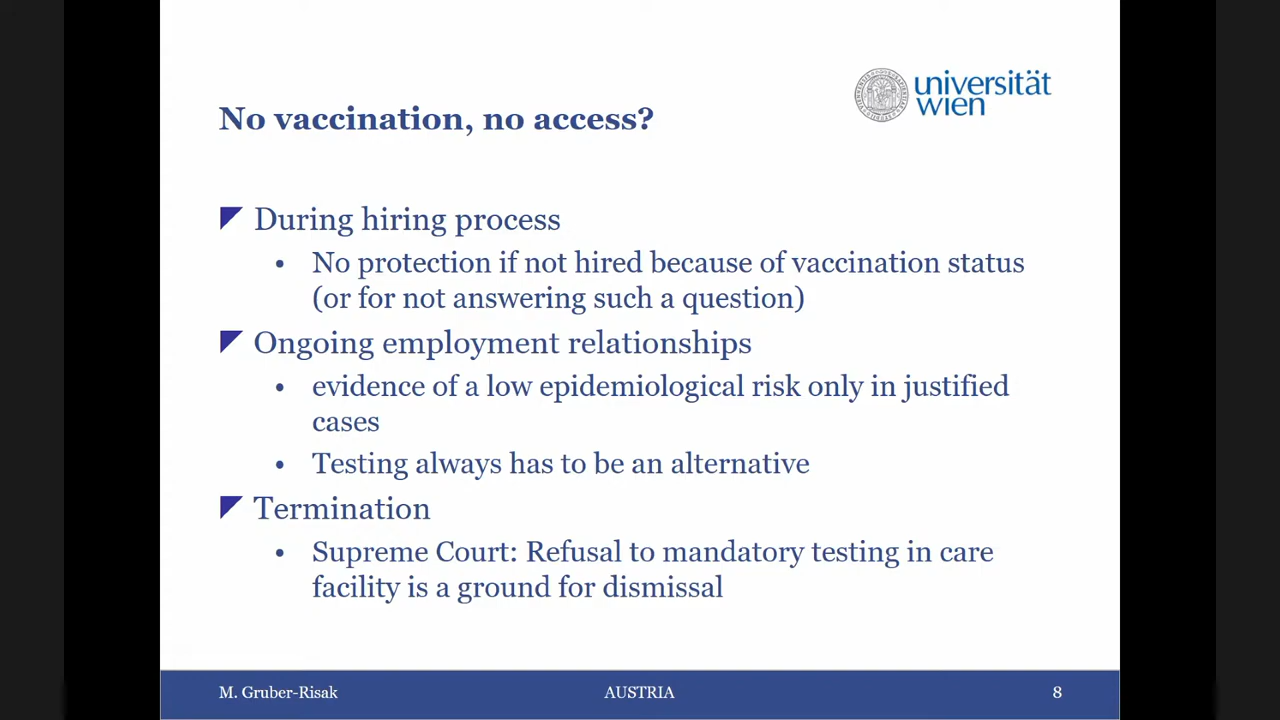 universität
wien
No vaccination, no access?
During hiring process
• No protection if not hired because of vaccination status
(or for not answering such a question)
Ongoing employment relationships
• evidence of a low epidemiological risk only in justified
cases
• Testing always has to be an alternative
Termination
• Supreme Court: Refusal to mandatory testing in care
facility is a ground for dismissal
M. Gruber-Risak
AUSTRIA
8